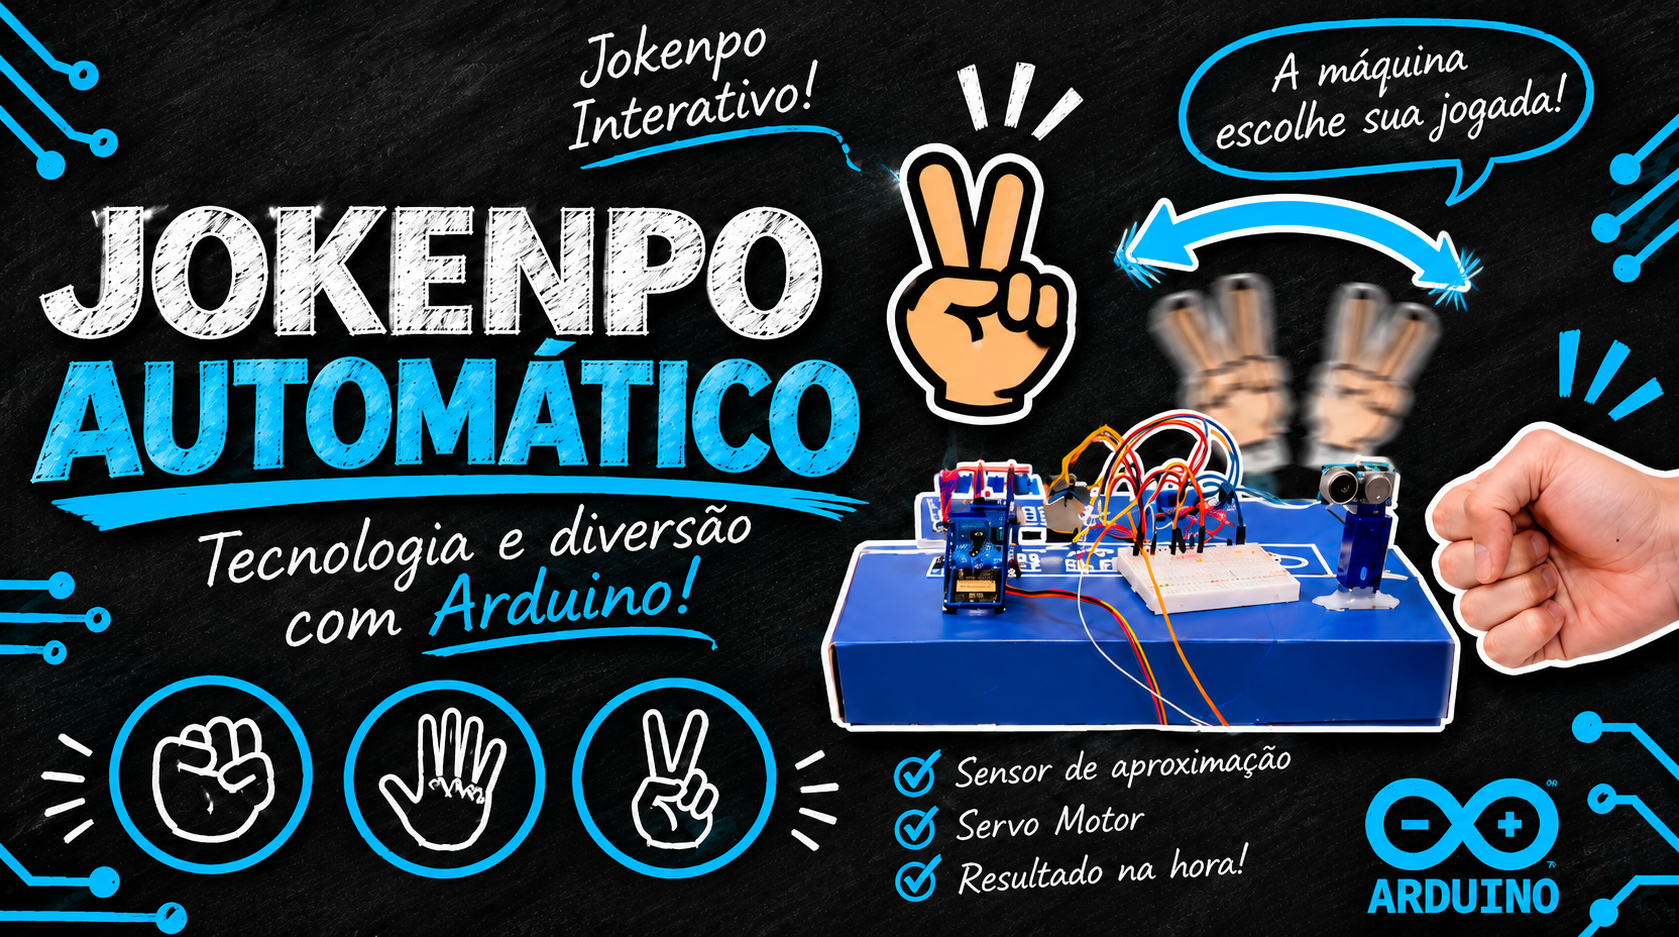 Jokenpo
Interativo!
A máquina
escolhe sua jogada!
JOKENPO
AUTOMÁTICO
Tecnologia e diversão
com Arduino!
Sensor de aproximação
Servo Motor
Resultado na hora!
ARDUINO